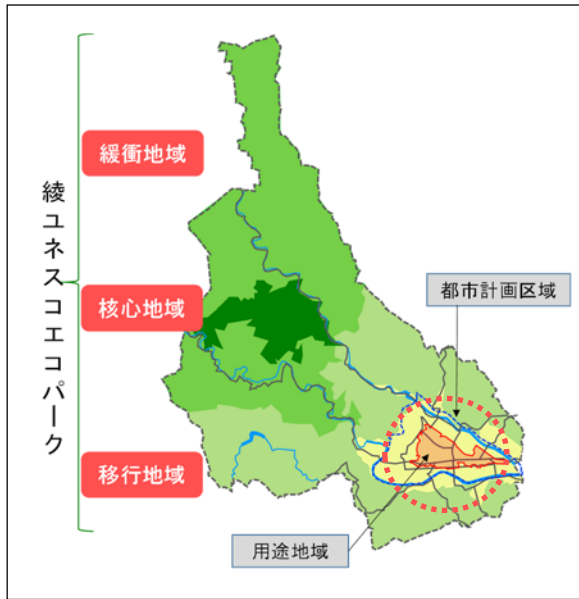 綾ユネスコエコパーク
緩衝地域
核心地域
移行地域
都市計画区域
用途地域